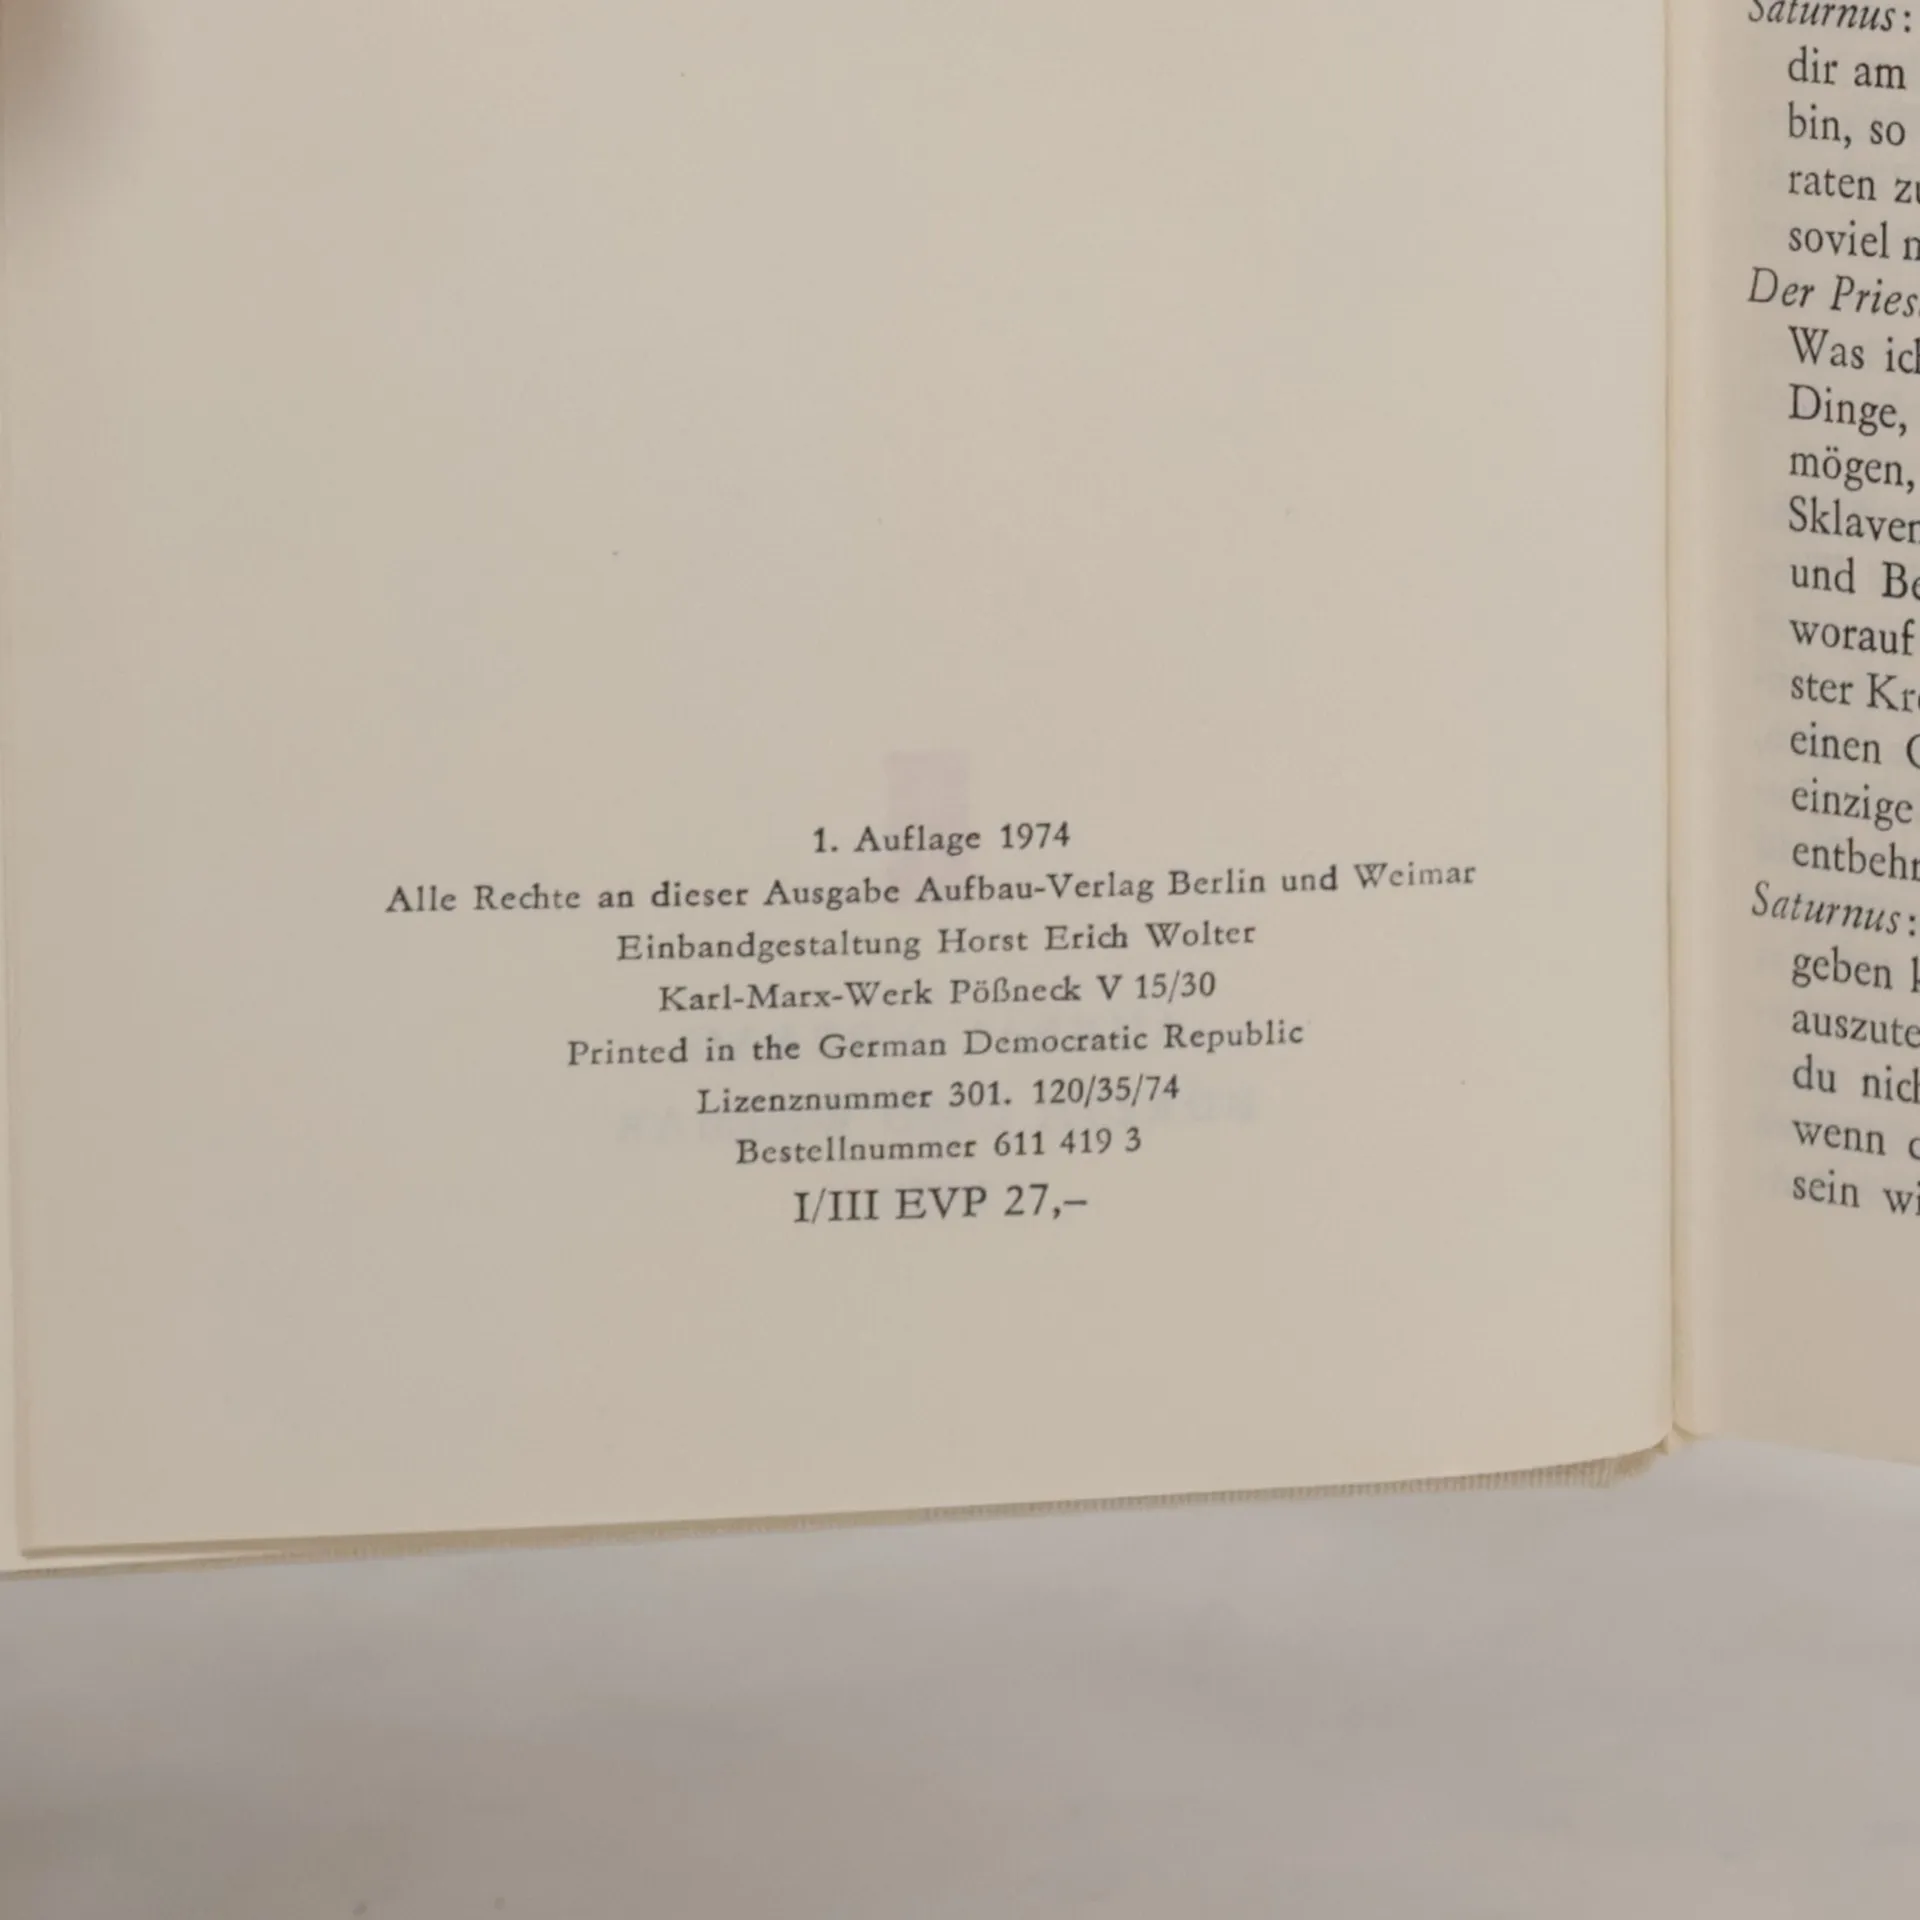 1. Auflage 1974
Alle Rechte an dieser Ausgabe Aufbau-Verlag Berlin und Weimar
Einbandgestaltung Horst Erich Wolter
Karl-Marx-Werk Pößneck V 15/30
Printed in the German Democratic Republic
Lizenznummer 301. 120/35/74
Bestellnummer 611 419 3
I/III EVP 27,–
Saturnus:
dir am
bin, so
raten
soviel
Der
Was
Dinge,
mögen,
und
worauf
ster
einen
einzige
Saturnus:
geben
du
wenn
sein